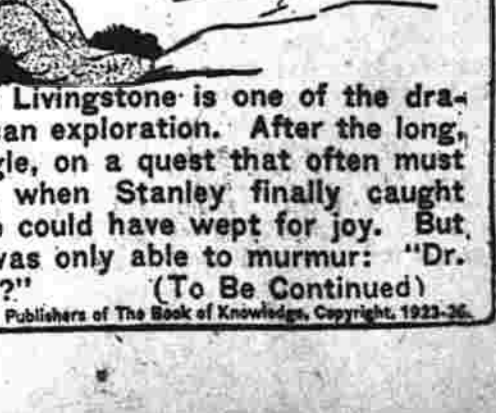 Livingstone is one of the dra-
an exploration. After the long,
gle, on a quest that often must
when Stanley finally caught
could have wept for joy. But,
was only able to murmur: "Dr.
?" (To Be Continued)
Publishers of The Book of Knowledge, Copyright, 1923-36.